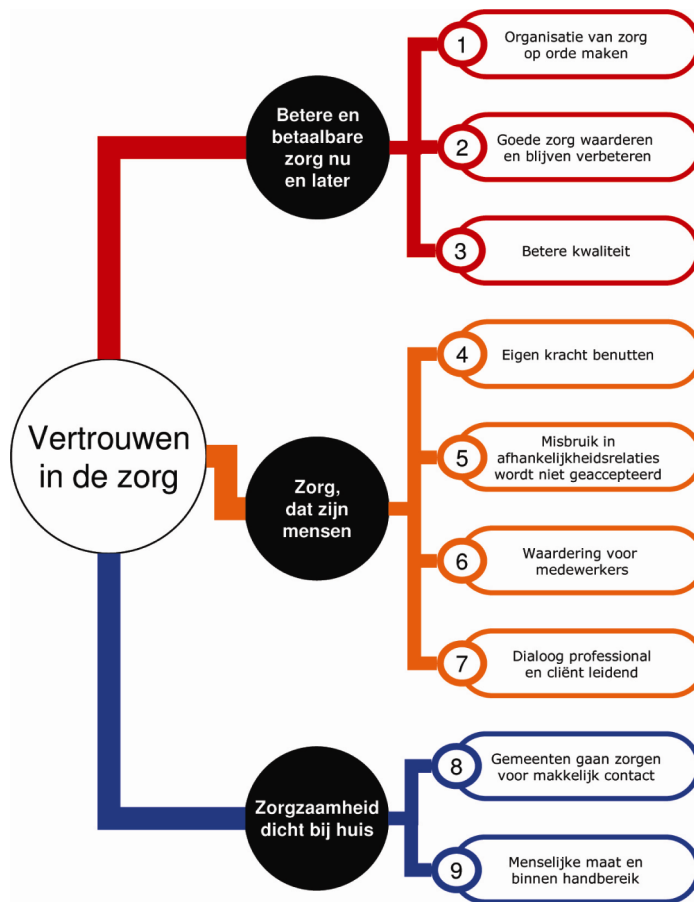 Vertrouwen
in de zorg
Betere en
betaalbare
zorg nu
en later
1
Organisatie van zorg
op orde maken
2
Goede zorg waarderen
en blijven verbeteren
3
Betere kwaliteit
Zorg,
dat zijn
mensen
4
Eigen kracht benutten
5
Misbruik in
afhankelijkheidsrelaties
wordt niet geaccepteerd
6
Waardering voor
medewerkers
7
Dialoog professional
en cliënt leidend
Zorgzaamheid
dicht bij huis
8
Gemeenten gaan zorgen
voor makkelijk contact
9
Menselijke maat en
binnen handbereik